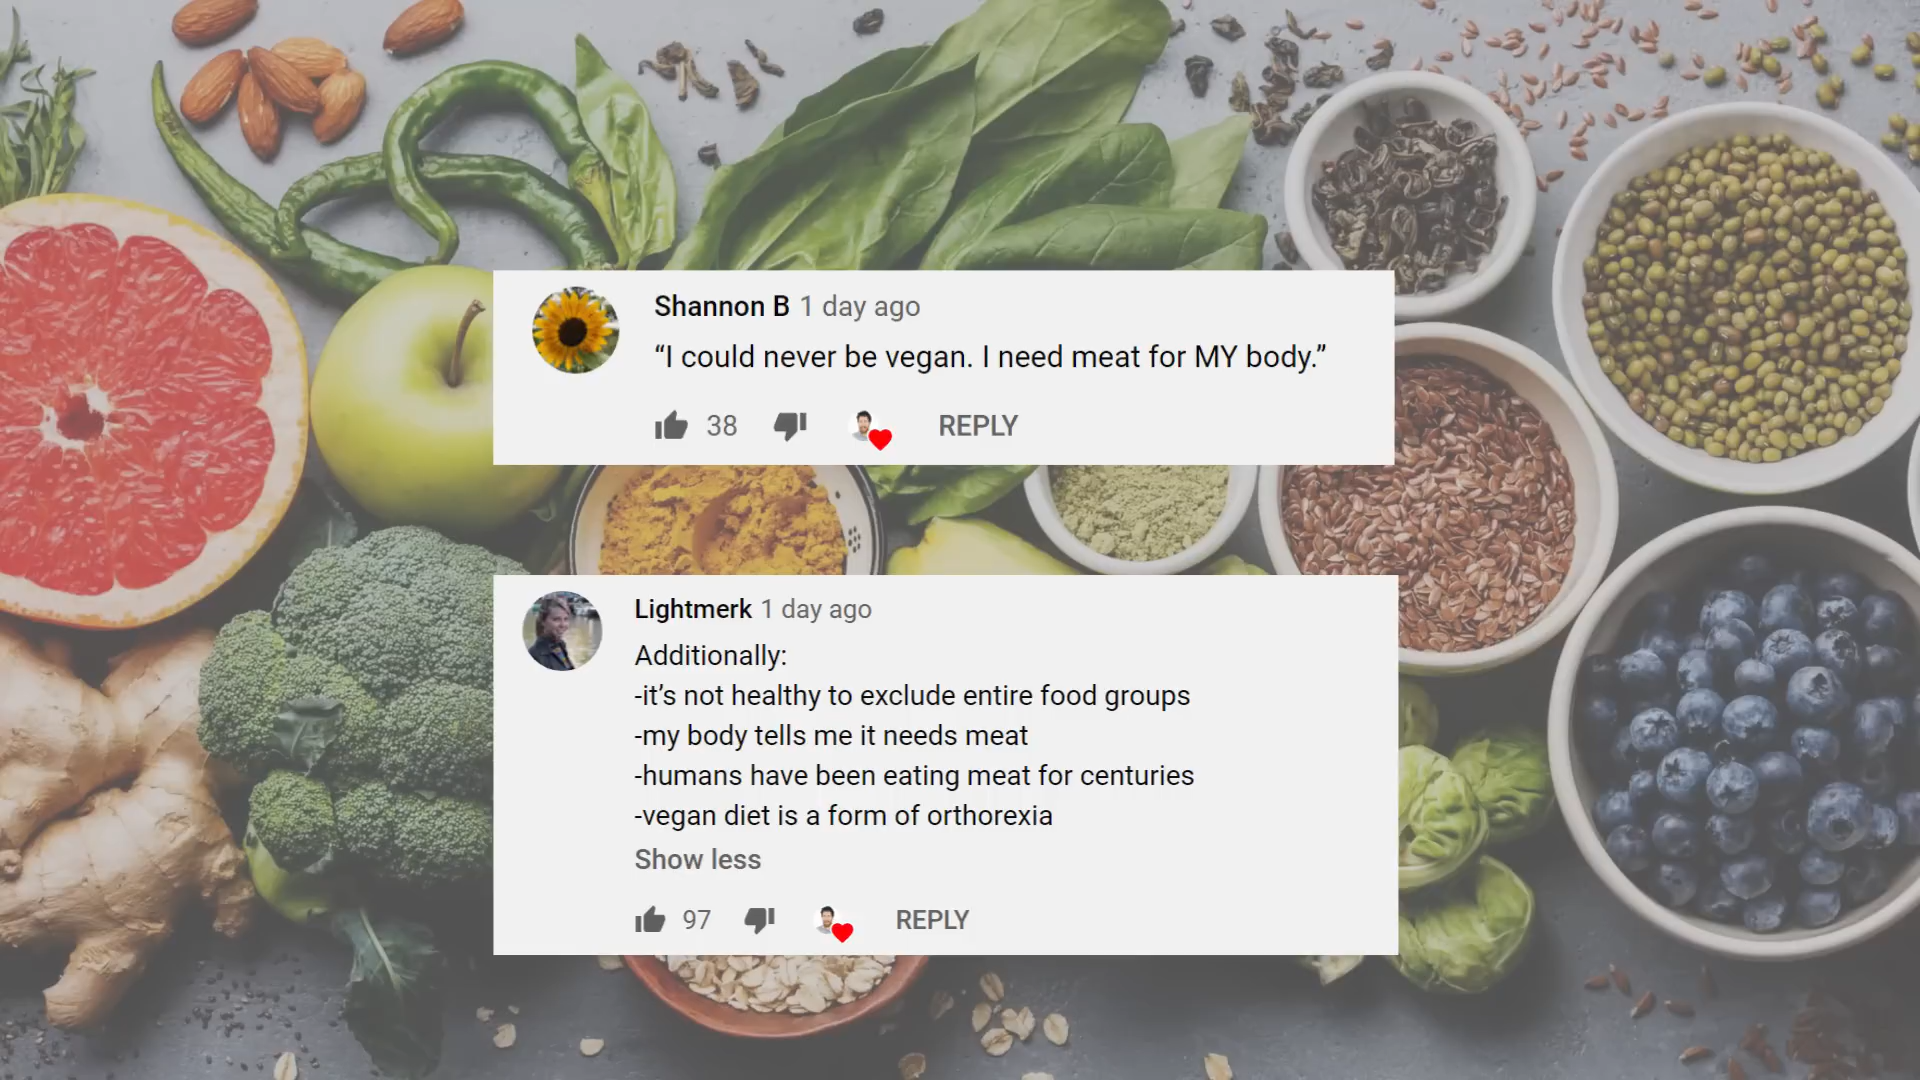 Shannon B 1 day ago
“I could never be vegan. I need meat for MY body.”
38 REPLY
Lightmerk 1 day ago
Additionally:
-it’s not healthy to exclude entire food groups
-my body tells me it needs meat
-humans have been eating meat for centuries
-vegan diet is a form of orthorexia
Show less
97 REPLY